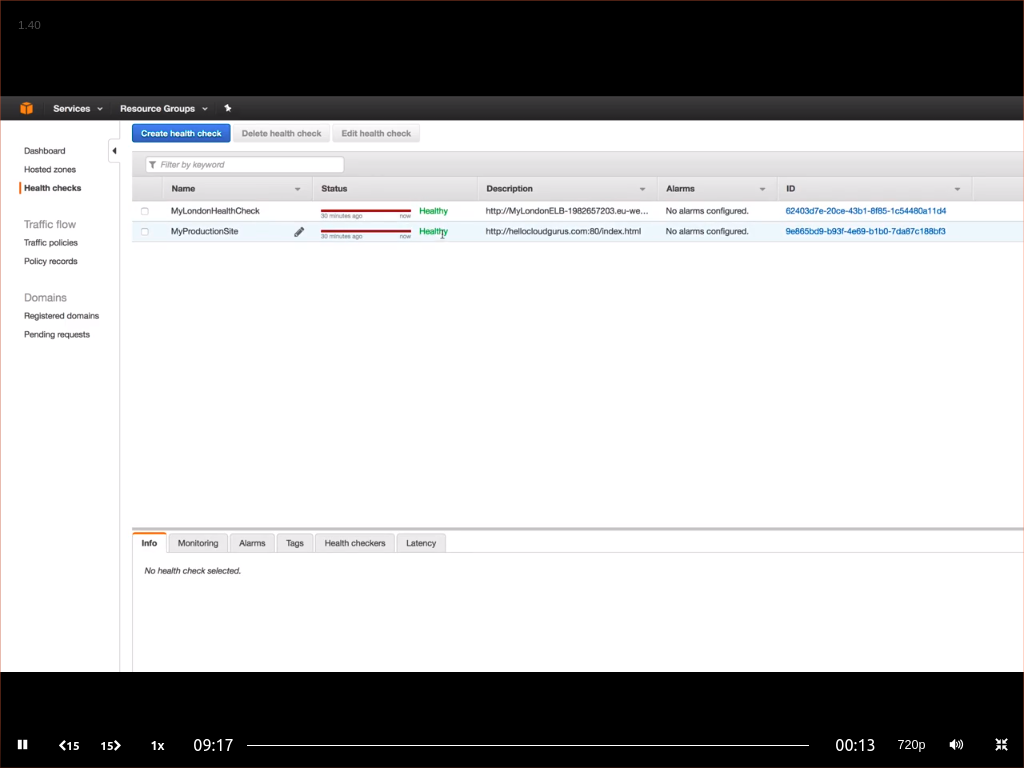 1.40
Services
Resource Groups
Create health check
Delete health check
Edit health check
Dashboard
Hosted zones
Health checks
Traffic flow
Traffic policies
Policy records
Domains
Registered domains
Pending requests
Filter by keyword
Name Status Description Alarms ID
MyLondonHealthCheck 30 minutes ago now Healthy http://MyLondonELB-1982657203.eu-we... No alarms configured. 62403d7e-20ce-43b1-8f85-1c54480a11d4
MyProductionSite 30 minutes ago now Healthy http://hellocloudgurus.com:80/index.html No alarms configured. 9e865bd9-b93f-4e69-b1b0-7da87c188bf3
Info Monitoring Alarms Tags Health checkers Latency
No health check selected.
15 15 1x 09:17 00:13 720p